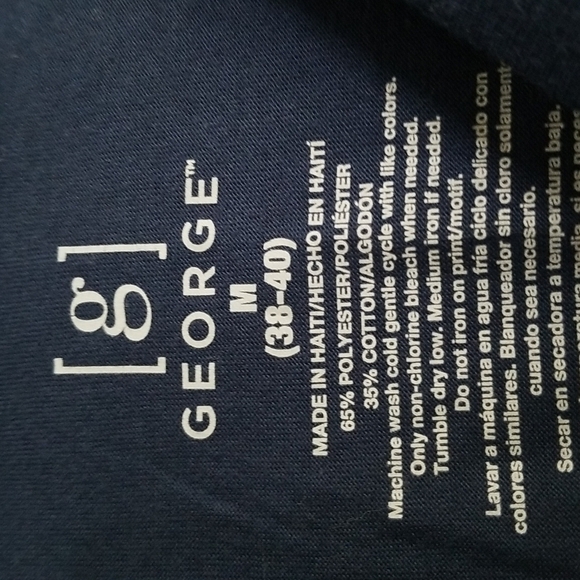 [g]
GEORGE™
M
(38-40)
MADE IN HAITI/HECHO EN HAITÍ
65% POLYESTER/POLIÉSTER
35% COTTON/ALGODÓN
Machine wash cold gentle cycle with like colors.
Only non-chlorine bleach when needed.
Tumble dry low. Medium iron if needed.
Do not iron on print/motif.
Lavar a máquina en agua fría ciclo delicado con
colores similares. Blanqueador sin cloro solament
cuando sea necesario.
Secar en secadora a temperatura baja.